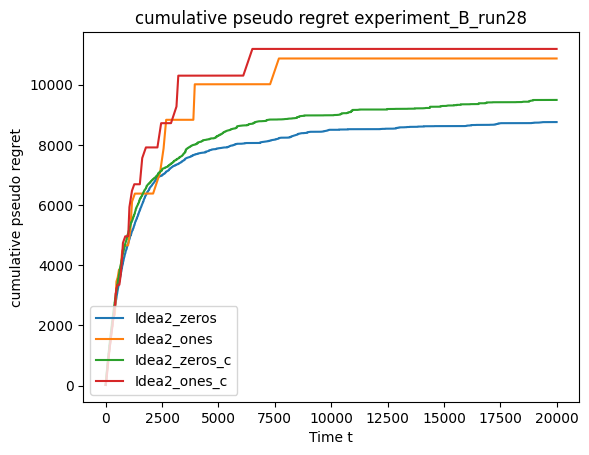 cumulative pseudo regret experiment_B_run28
cumulative pseudo regret
10000
8000
6000
4000
2000
0
Idea2_zeros
Idea2_ones
Idea2_zeros_c
Idea2_ones_c
0 2500 5000 7500 10000 12500 15000 17500 20000
Time t